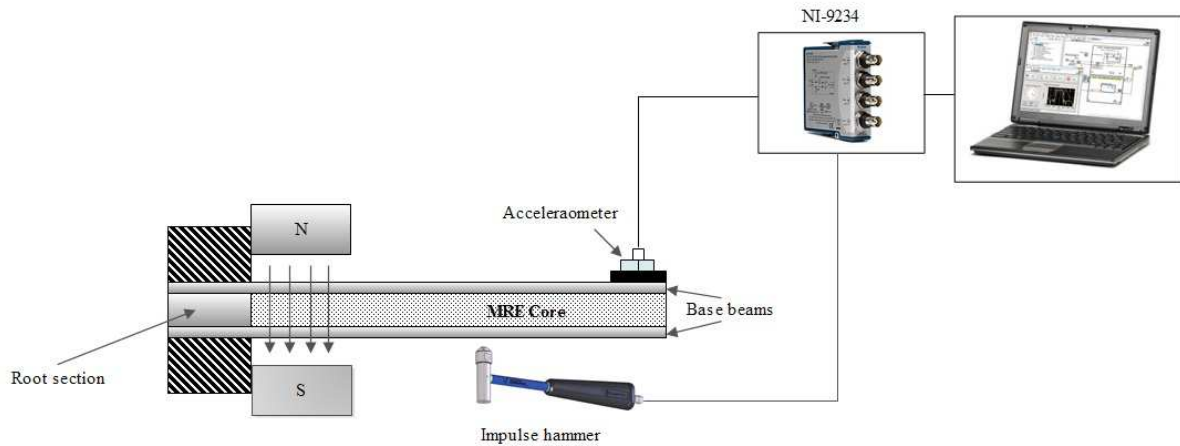 NI-9234
Acceleraometer
N
MRE Core
Base beams
Root section
S
Impulse hammer